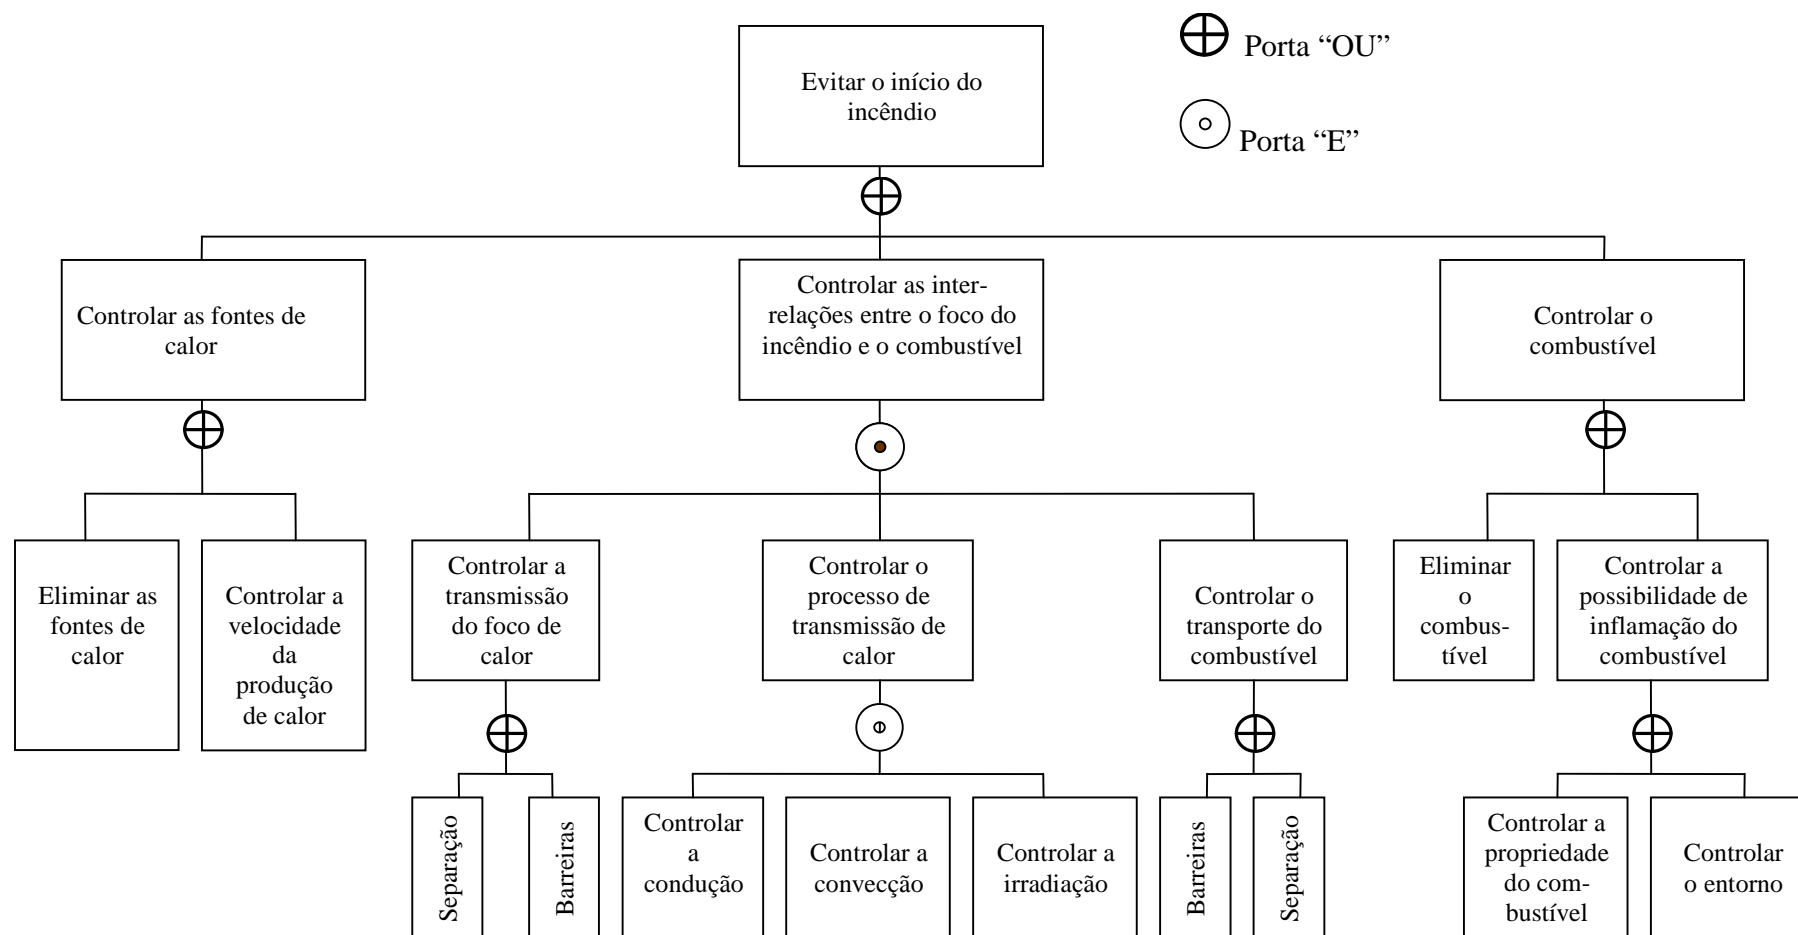 Porta “OU”
Porta “E”
Evitar o início do
incêndio
Controlar as fontes de
calor
Controlar as inter-
relações entre o foco do
incêndio e o combustível
Controlar o
combustível
Eliminar as
fontes de
calor
Controlar a
velocidade
da
produção
de calor
Controlar a
transmissão
do foco de
calor
Controlar o
processo de
transmissão de
calor
Controlar o
transporte do
combustível
Eliminar
o
combus-
tível
Controlar a
possibilidade de
inflamação do
combustível
Separação
Barreiras
Controlar
a
condução
Controlar a
convecção
Controlar a
irradiação
Barreiras
Separação
Controlar a
propriedade
do com-
bustível
Controlar
o entorno